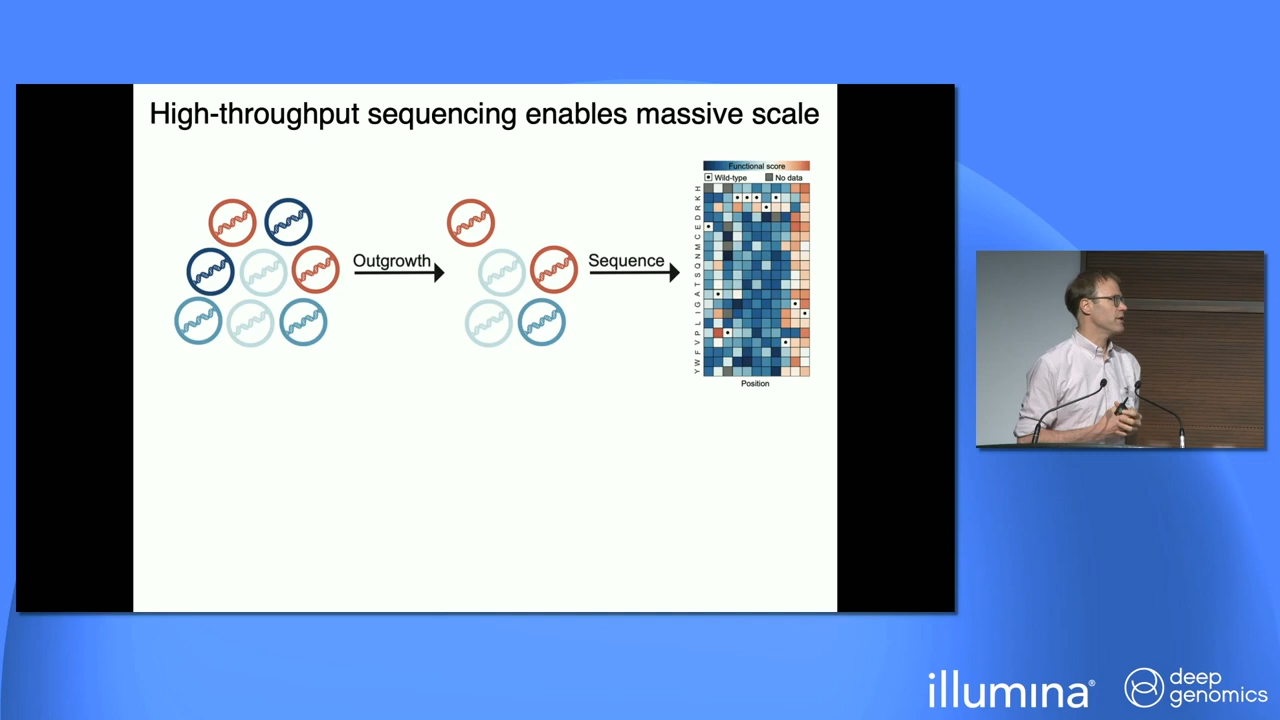 High-throughput sequencing enables massive scale
Outgrowth
Sequence
Functional score
Wild-type
No data
H
K
R
D
E
C
M
N
Q
S
T
A
G
I
L
P
V
F
W
Y
Position
illumina®
deep
genomics